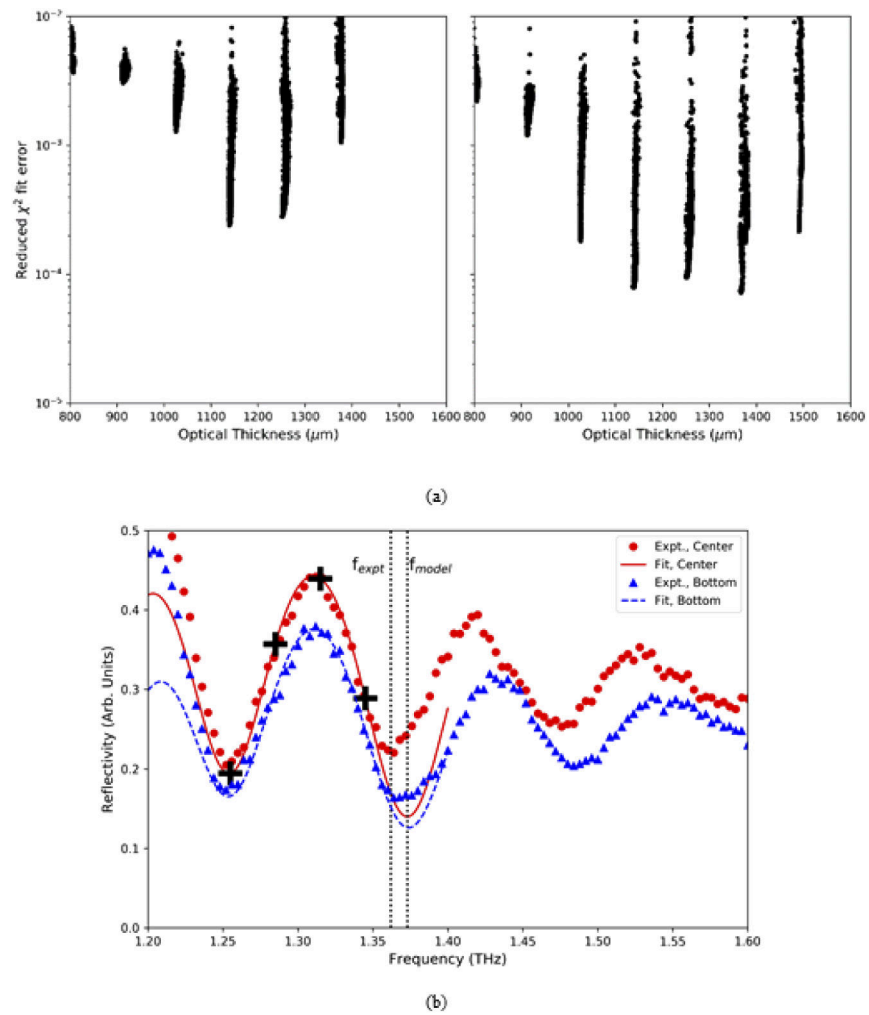 10⁻²
10⁻³
10⁻⁴
10⁻⁵
Reduced χ² fit error
800 900 1000 1100 1200 1300 1400 1500 1600
800 900 1000 1100 1200 1300 1400 1500 1600
Optical Thickness (μm)
Optical Thickness (μm)
(a)
0.5
0.4
0.3
0.2
0.1
0.0
Reflectivity (Arb. Units)
f_expt
f_model
Expt., Center
Fit, Center
Expt., Bottom
Fit, Bottom
1.20 1.25 1.30 1.35 1.40 1.45 1.50 1.55 1.60
Frequency (THz)
(b)